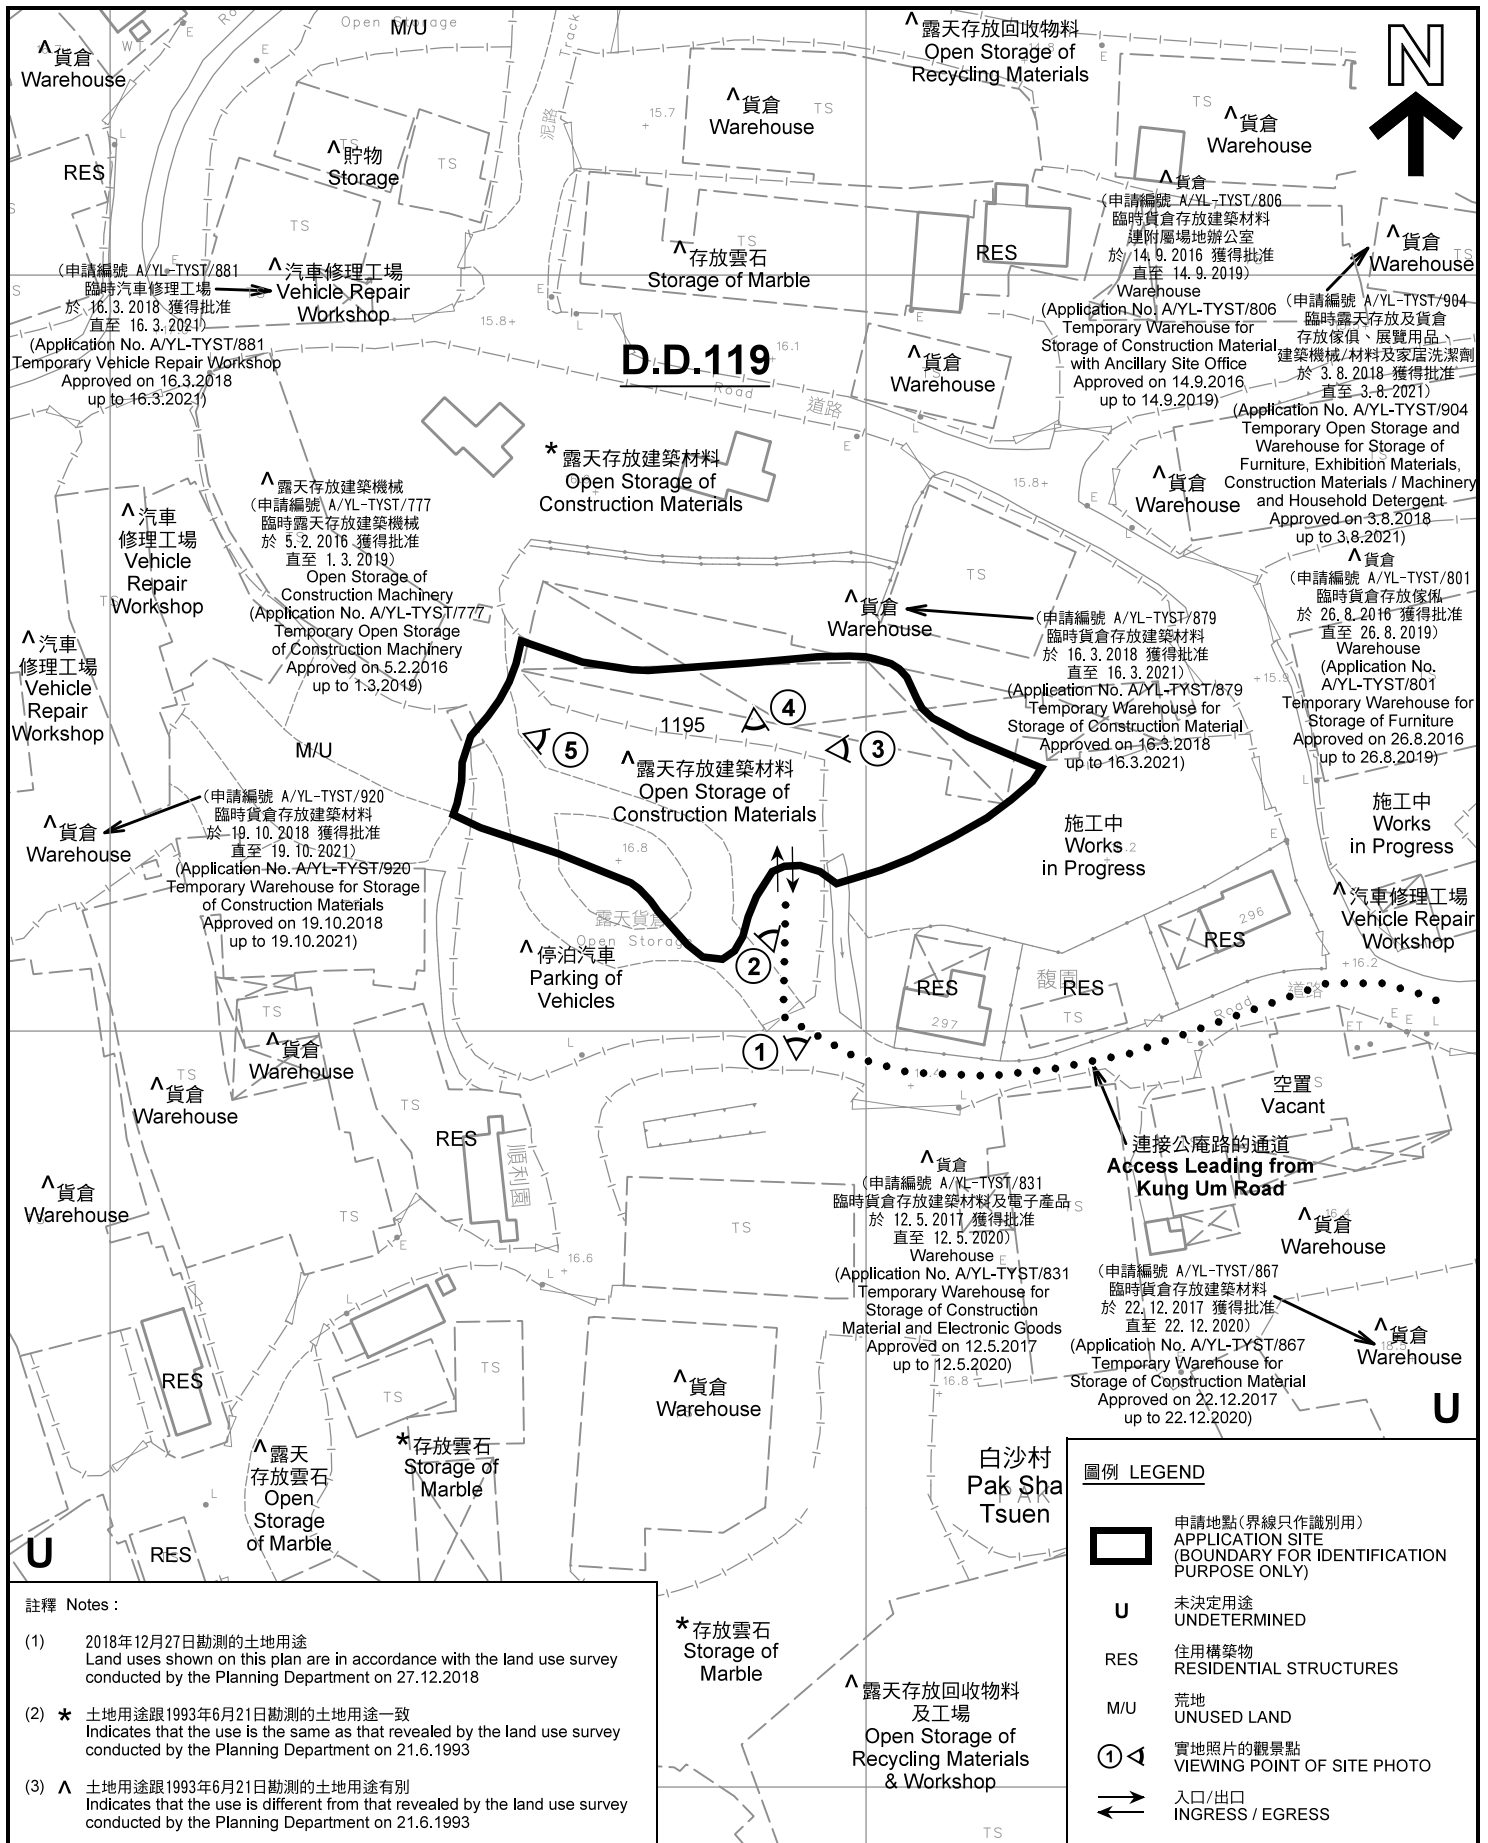 ^ 貨倉
Warehouse
M/U
Open Storage
Track
泥路
^ 露天存放回收物料
Open Storage of
Recycling Materials
N
^ 貨倉
Warehouse
^ 貨倉
Warehouse
RES
^ 貯物
Storage
^ 存放雲石
Storage of Marble
RES
^ 貨倉
(申請編號 A/YL-TYST/806
臨時貨倉存放建築材料
連附屬場地辦公室
於 14.9.2016 獲得批准
直至 14.9.2019)
Warehouse
(Application No. A/YL-TYST/806
Temporary Warehouse for
Storage of Construction Material
with Ancillary Site Office
Approved on 14.9.2016
up to 14.9.2019)
^ 貨倉
Warehouse
(申請編號 A/YL-TYST/904
臨時露天存放及貨倉
存放傢俱、展覽用品、
建築機械/材料及家居洗潔劑
於 3.8.2018 獲得批准
直至 3.8.2021)
(Application No. A/YL-TYST/904
Temporary Open Storage and
Warehouse for Storage of
Furniture, Exhibition Materials,
Construction Materials / Machinery
and Household Detergent
Approved on 3.8.2018
up to 3.8.2021)
(申請編號 A/YL-TYST/881
臨時汽車修理工場
於 16.3.2018 獲得批准
直至 16.3.2021)
(Application No. A/YL-TYST/881
Temporary Vehicle Repair Workshop
Approved on 16.3.2018
up to 16.3.2021)
^ 汽車修理工場
Vehicle Repair
Workshop
15.7
15.8
16.1
D.D.119
Road
道路
^ 貨倉
Warehouse
* 露天存放建築材料
Open Storage of
Construction Materials
15.8
^ 貨倉
Warehouse
^ 露天存放建築機械
(申請編號 A/YL-TYST/777
臨時露天存放建築機械
於 5.2.2016 獲得批准
直至 1.3.2019)
Open Storage of
Construction Machinery
(Application No. A/YL-TYST/777
Temporary Open Storage
of Construction Machinery
Approved on 5.2.2016
up to 1.3.2019)
^ 汽車
修理工場
Vehicle
Repair
Workshop
^ 汽車
修理工場
Vehicle
Repair
Workshop
^ 貨倉
(申請編號 A/YL-TYST/801
臨時貨倉存放傢俬
於 26.8.2016 獲得批准
直至 26.8.2019)
Warehouse
(Application No.
A/YL-TYST/801
Temporary Warehouse for
Storage of Furniture
Approved on 26.8.2016
up to 26.8.2019)
^ 貨倉
Warehouse
(申請編號 A/YL-TYST/879
臨時貨倉存放建築材料
於 16.3.2018 獲得批准
直至 16.3.2021)
(Application No. A/YL-TYST/879
Temporary Warehouse for
Storage of Construction Material
Approved on 16.3.2018
up to 16.3.2021)
15.9
M/U
1195
4
3
5
^ 露天存放建築材料
Open Storage of
Construction Materials
16.8
^ 貨倉
Warehouse
(申請編號 A/YL-TYST/920
臨時貨倉存放建築材料
於 19.10.2018 獲得批准
直至 19.10.2021)
(Application No. A/YL-TYST/920
Temporary Warehouse for Storage
of Construction Materials
Approved on 19.10.2018
up to 19.10.2021)
施工中
Works
in Progress
施工中
Works
in Progress
^ 汽車修理工場
Vehicle Repair
Workshop
露天貨倉
Open Storage
^ 停泊汽車
Parking of
Vehicles
2
1
RES
297
馥園
RES
RES
296
16.2
Road
道路
^ 貨倉
Warehouse
^ 貨倉
Warehouse
^ 貨倉
Warehouse
RES
順利園
空置
Vacant
連接公庵路的通道
Access Leading from
Kung Um Road
^ 貨倉
(申請編號 A/YL-TYST/831
臨時貨倉存放建築材料及電子產品
於 12.5.2017 獲得批准
直至 12.5.2020)
Warehouse
(Application No. A/YL-TYST/831
Temporary Warehouse for
Storage of Construction
Material and Electronic Goods
Approved on 12.5.2017
up to 12.5.2020)
16.4
^ 貨倉
Warehouse
(申請編號 A/YL-TYST/867
臨時貨倉存放建築材料
於 22.12.2017 獲得批准
直至 22.12.2020)
(Application No. A/YL-TYST/867
Temporary Warehouse for
Storage of Construction Material
Approved on 22.12.2017
up to 22.12.2020)
^ 貨倉
Warehouse
16.6
16.8
RES
^ 貨倉
Warehouse
U
^ 露天
存放雲石
Open
Storage
of Marble
* 存放雲石
Storage of
Marble
白沙村
Pak Sha
Tsuen
PAK
U
RES
* 存放雲石
Storage of
Marble
^ 露天存放回收物料
及工場
Open Storage of
Recycling Materials
& Workshop
TS
註釋 Notes :
(1) 2018年12月27日勘測的土地用途
Land uses shown on this plan are in accordance with the land use survey
conducted by the Planning Department on 27.12.2018
(2) * 土地用途跟1993年6月21日勘測的土地用途一致
Indicates that the use is the same as that revealed by the land use survey
conducted by the Planning Department on 21.6.1993
(3) ^ 土地用途跟1993年6月21日勘測的土地用途有別
Indicates that the use is different from that revealed by the land use survey
conducted by the Planning Department on 21.6.1993
圖例 LEGEND
申請地點(界線只作識別用)
APPLICATION SITE
(BOUNDARY FOR IDENTIFICATION
PURPOSE ONLY)
U 未決定用途
UNDETERMINED
RES 住用構築物
RESIDENTIAL STRUCTURES
M/U 荒地
UNUSED LAND
1 實地照片的觀景點
VIEWING POINT OF SITE PHOTO
入口/出口
INGRESS / EGRESS